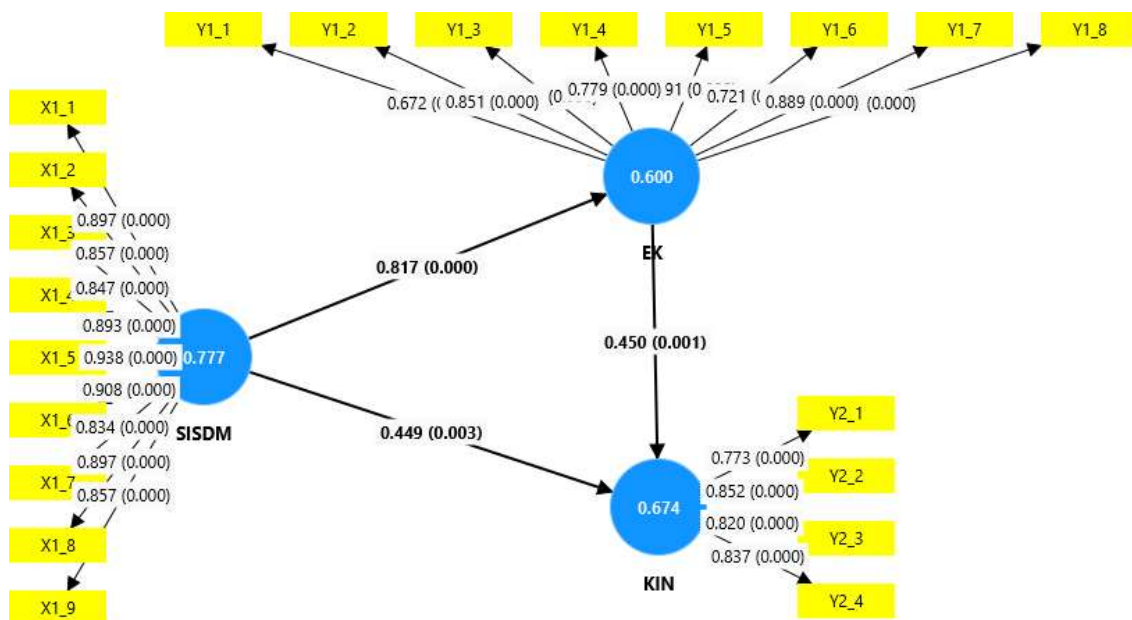 Y1_1
Y1_2
Y1_3
Y1_4
Y1_5
Y1_6
Y1_7
Y1_8
0.672
0.851 (0.000)
0.779 (0.000)
0.721
0.889 (0.000)
(0.000)
X1_1
X1_2
X1_3
X1_4
X1_5
X1_6
X1_7
X1_8
X1_9
0.897 (0.000)
0.857 (0.000)
0.847 (0.000)
0.893 (0.000)
0.938 (0.000)
0.908 (0.000)
0.834 (0.000)
0.897 (0.000)
0.857 (0.000)
0.600
EK
0.817 (0.000)
0.777
SISDM
0.450 (0.001)
0.449 (0.003)
0.674
KIN
0.773 (0.000)
0.852 (0.000)
0.820 (0.000)
0.837 (0.000)
Y2_1
Y2_2
Y2_3
Y2_4